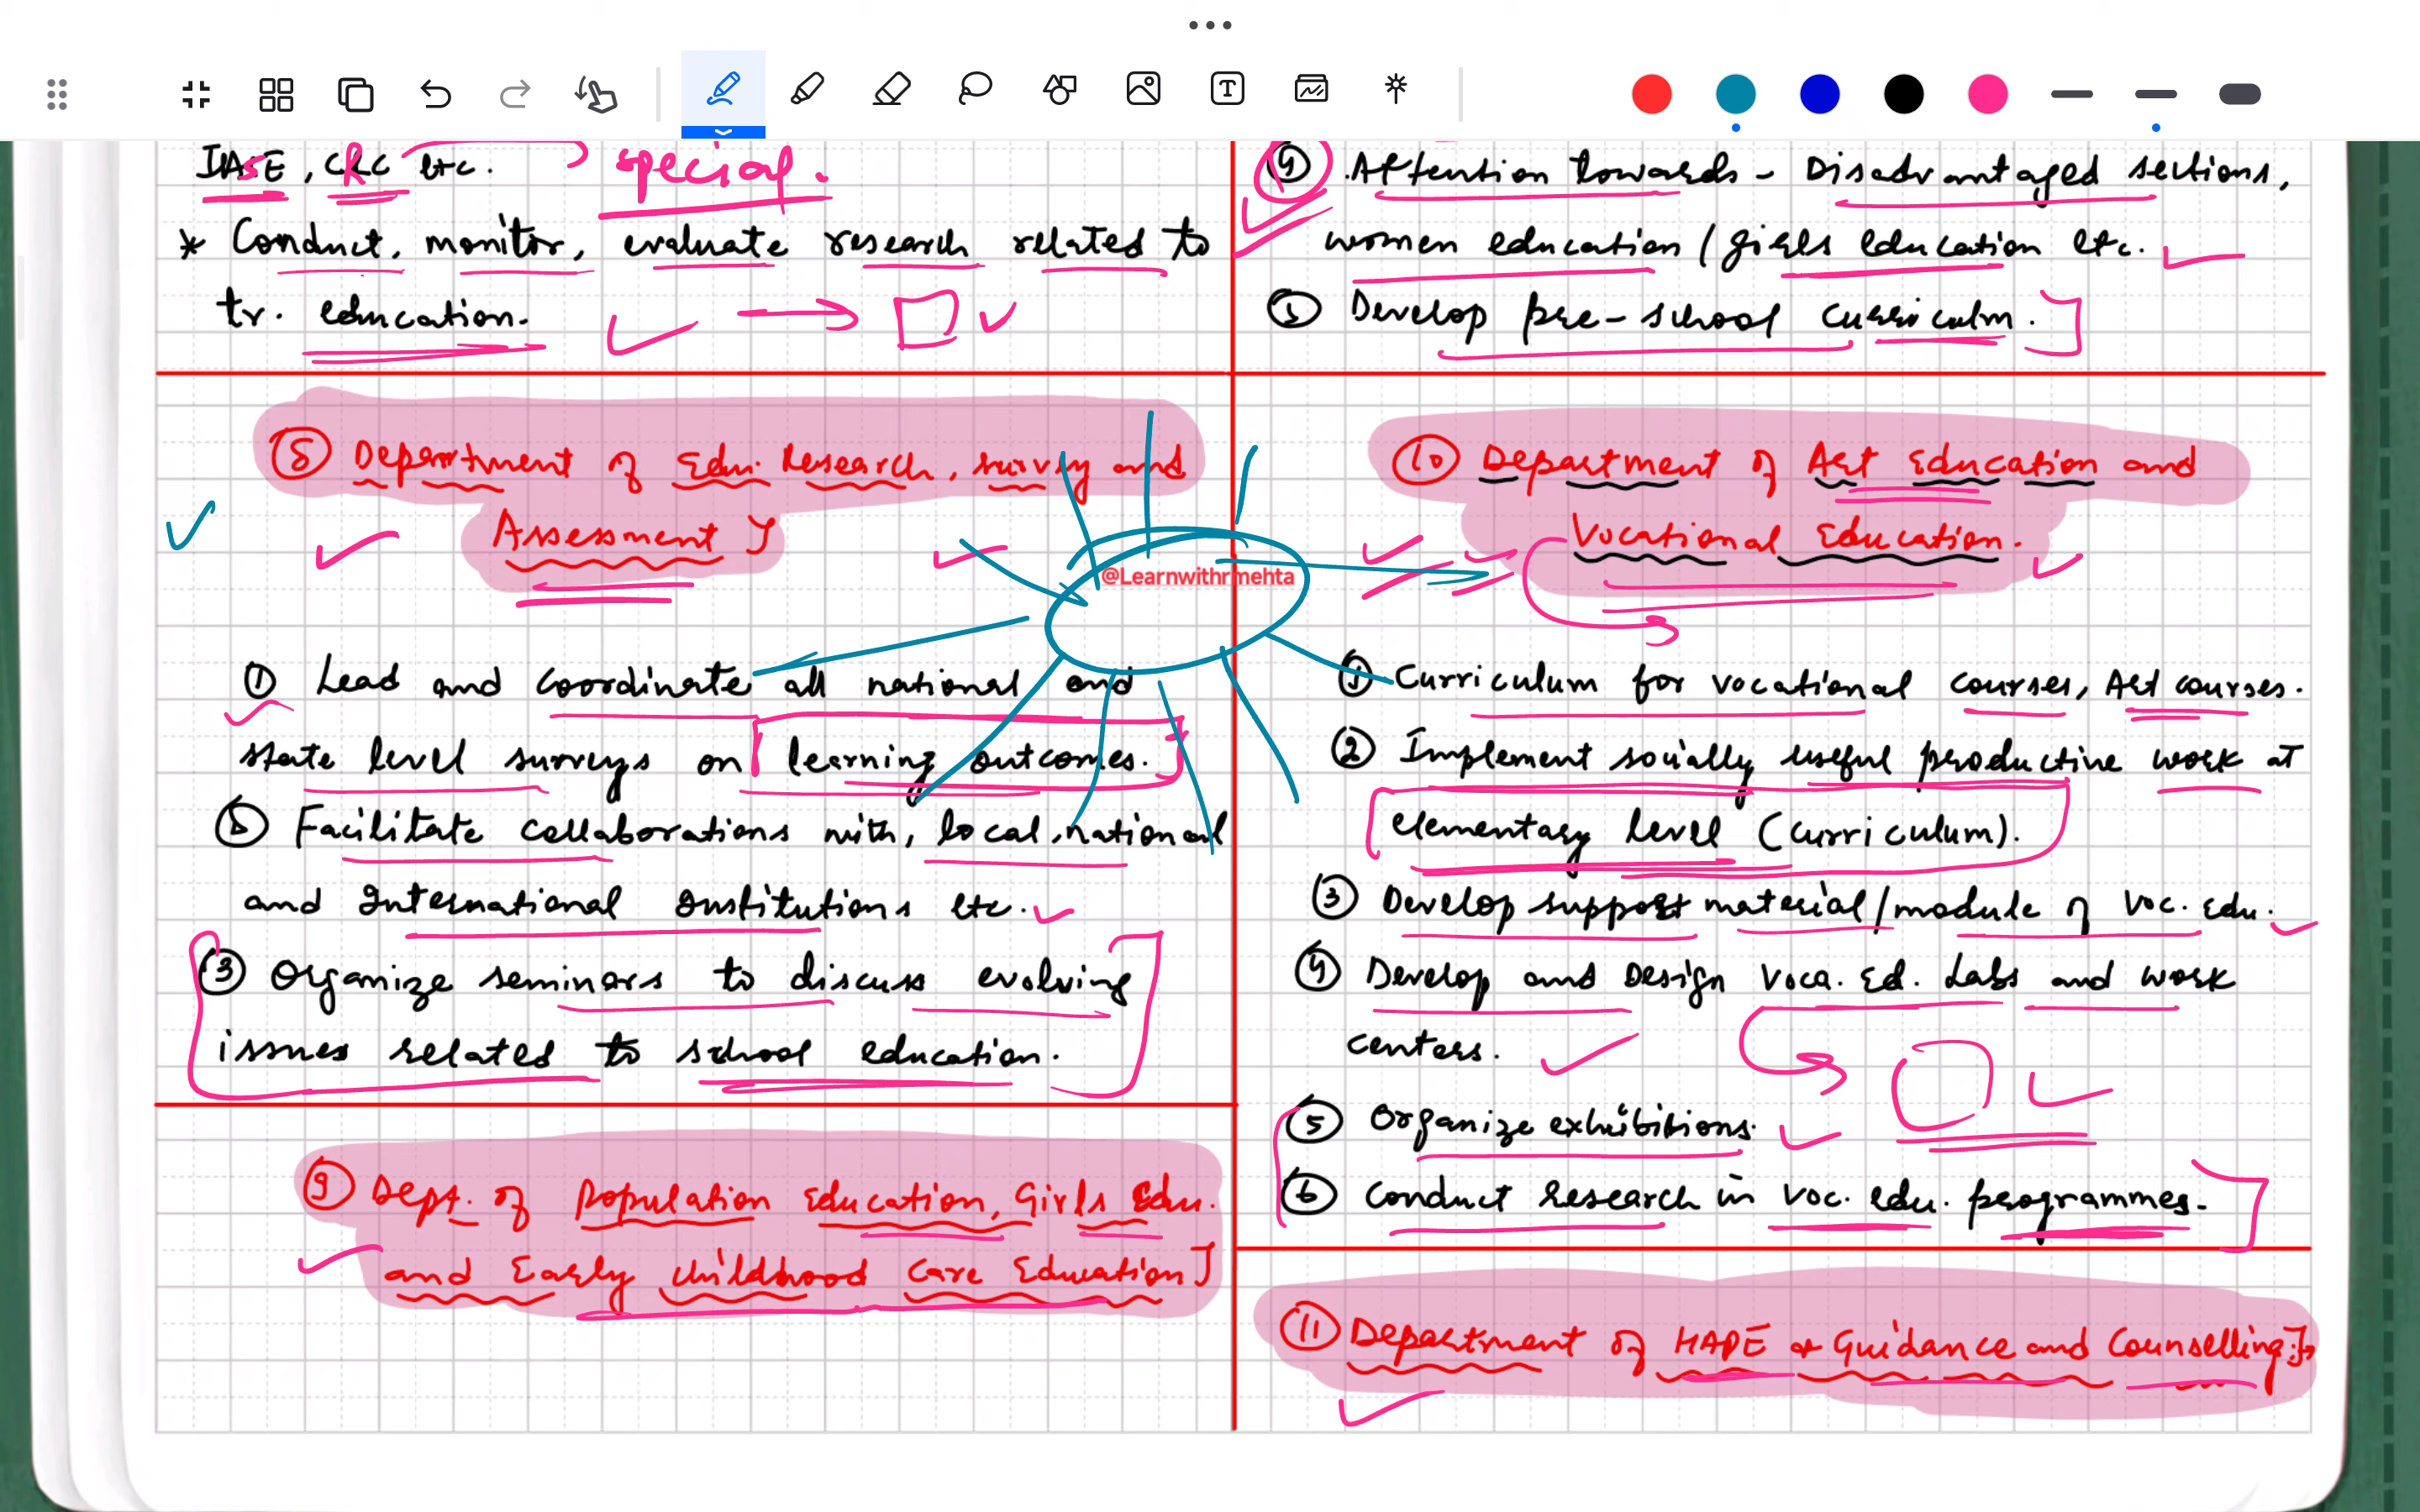 IASE, CRC etc. special.
* Conduct, monitor, evaluate research related to
tr. education.
⑧ Department of Edu. Research, survey and
Assessment ]
① Lead and coordinate all national and
state level surveys on learning outcomes.
② Facilitate collaborations with, local, national
and International Institutions etc.
③ Organize seminars to discuss evolving
issues related to school education.
⑨ Dept. of Population Education, Girls Edu.
and Early childhood Care Education]
@Learnwithrmehta
④ Attention towards - Disadvantaged sections,
women education / girls education etc.
⑤ Develop pre-school curriculm.
⑩ Department of Art Education and
Vocational Education.
① Curriculum for vocational courses, Art courses.
② Implement socially useful productive work at
elementary level (curriculum).
③ Develop support material/module of voc. edu.
④ Develop and Design Voca. Ed. Labs and work
centers.
⑤ Organize exhibitions.
⑥ Conduct Research in voc. edu. programmes.
⑪ Department of HAPE & Guidance and Counselling]